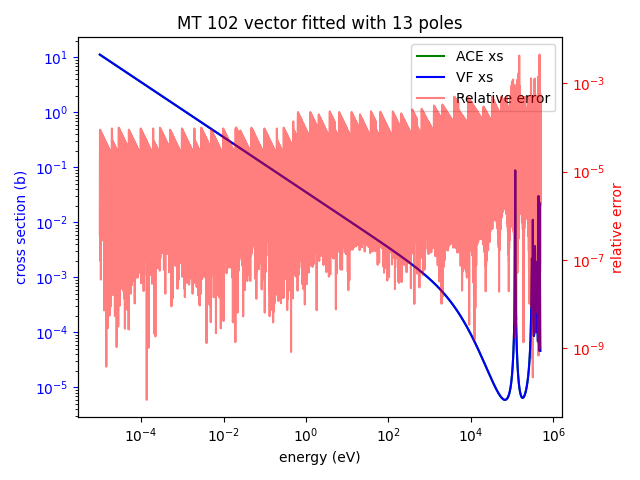 MT 102 vector fitted with 13 poles
ACE xs
VF xs
Relative error
10^1
10^0
10^-1
10^-2
10^-3
10^-4
10^-5
cross section (b)
10^-3
10^-5
10^-7
10^-9
relative error
10^-4 10^-2 10^0 10^2 10^4 10^6
energy (eV)